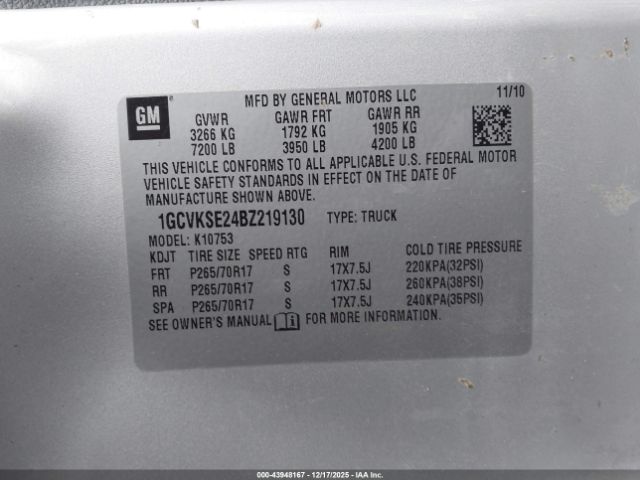 GM
MFD BY GENERAL MOTORS LLC 11/10
GVWR GAWR FRT GAWR RR
3266 KG 1792 KG 1905 KG
7200 LB 3950 LB 4200 LB
THIS VEHICLE CONFORMS TO ALL APPLICABLE U.S. FEDERAL MOTOR
VEHICLE SAFETY STANDARDS IN EFFECT ON THE DATE OF
MANUFACTURE SHOWN ABOVE.
1GCVKSE24BZ219130 TYPE: TRUCK
MODEL: K10753
KDJT TIRE SIZE SPEED RTG RIM COLD TIRE PRESSURE
FRT P265/70R17 S 17X7.5J 220KPA(32PSI)
RR P265/70R17 S 17X7.5J 260KPA(38PSI)
SPA P265/70R17 S 17X7.5J 240KPA(35PSI)
SEE OWNER'S MANUAL FOR MORE INFORMATION.
000-43948167 - 12/17/2025 - IAAI.COM